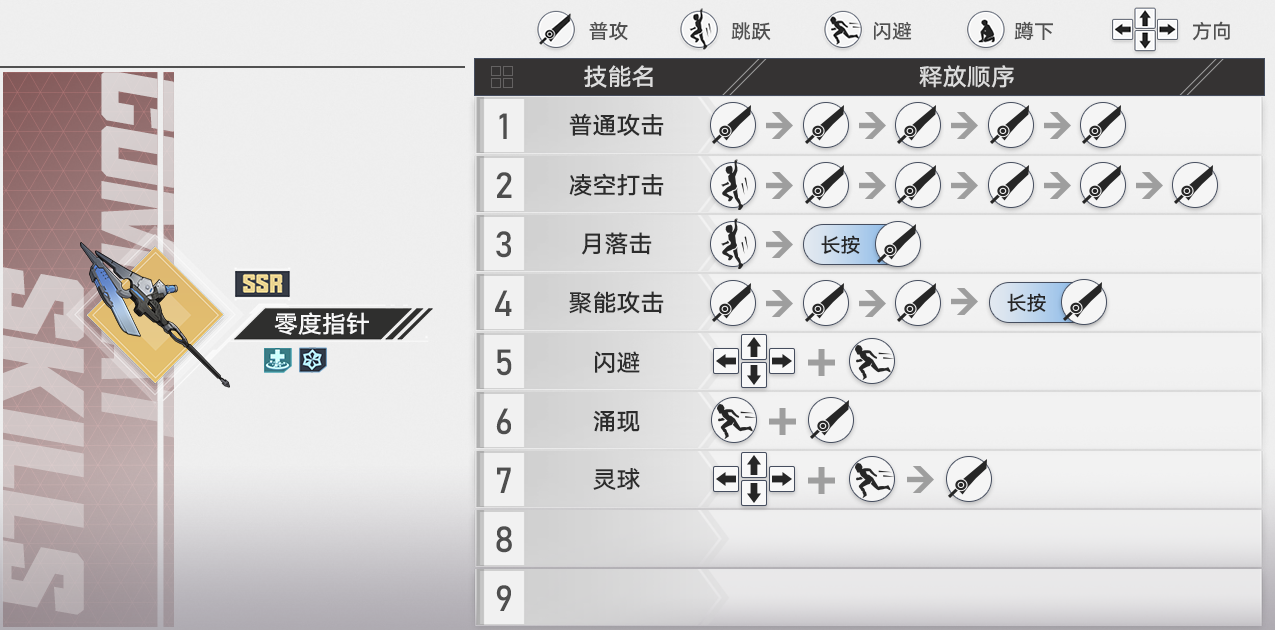 普攻 跳跃 闪避 蹲下 方向
技能名 释放顺序
COMBAT
SKILLS
SSR
零度指针
1 普通攻击
2 凌空打击
3 月落击 长按
4 聚能攻击 长按
5 闪避
6 涌现
7 灵球
8
9